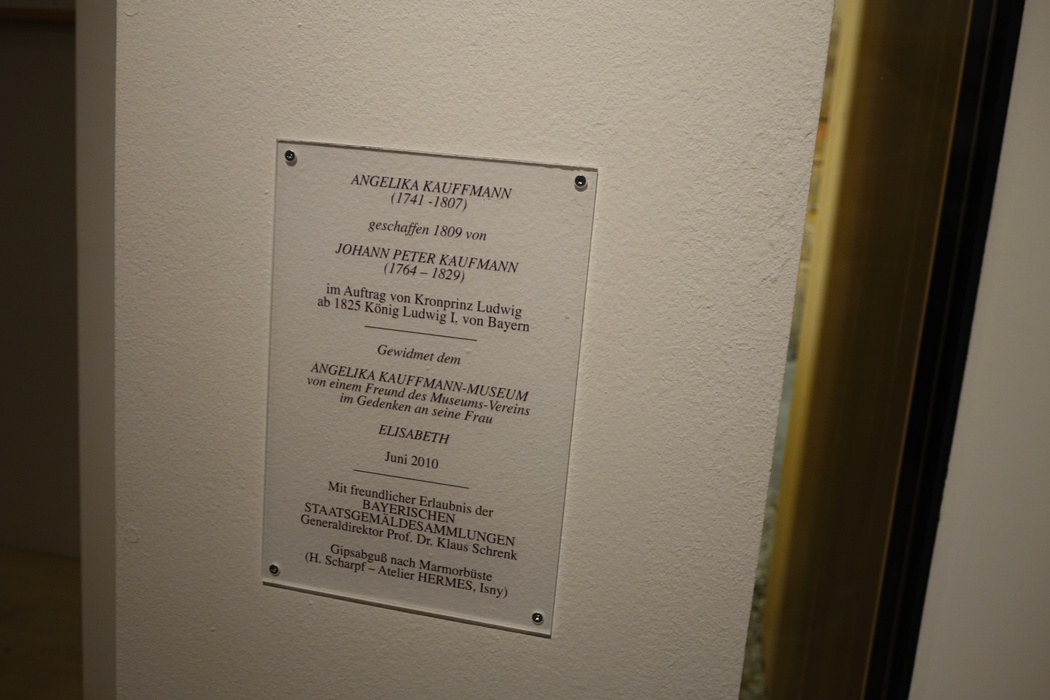 ANGELIKA KAUFFMANN
(1741 -1807)
geschaffen 1809 von
JOHANN PETER KAUFMANN
(1764 – 1829)
im Auftrag von Kronprinz Ludwig
ab 1825 König Ludwig I. von Bayern
Gewidmet dem
ANGELIKA KAUFFMANN-MUSEUM
von einem Freund des Museums-Vereins
im Gedenken an seine Frau
ELISABETH
Juni 2010
Mit freundlicher Erlaubnis der
BAYERISCHEN
STAATSGEMÄLDESAMMLUNGEN
Generaldirektor Prof. Dr. Klaus Schrenk
Gipsabguß nach Marmorbüste
(H. Scharpf – Atelier HERMES, Isny)